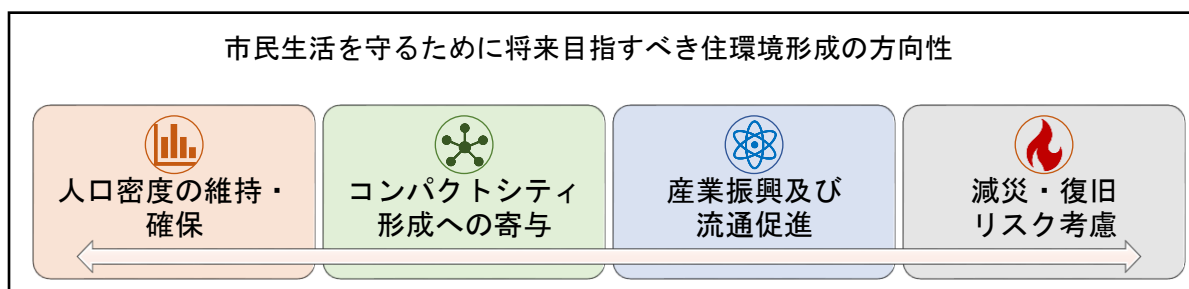 市民生活を守るために将来目指すべき住環境形成の方向性
人口密度の維持・
確保
コンパクトシティ
形成への寄与
産業振興及び
流通促進
減災・復旧
リスク考慮